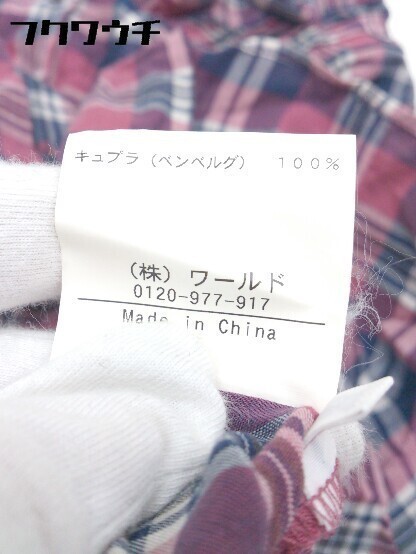 フクワウチ
キュプラ（ベンベルグ） １００％
（株）ワールド
0120-977-917
Made in China